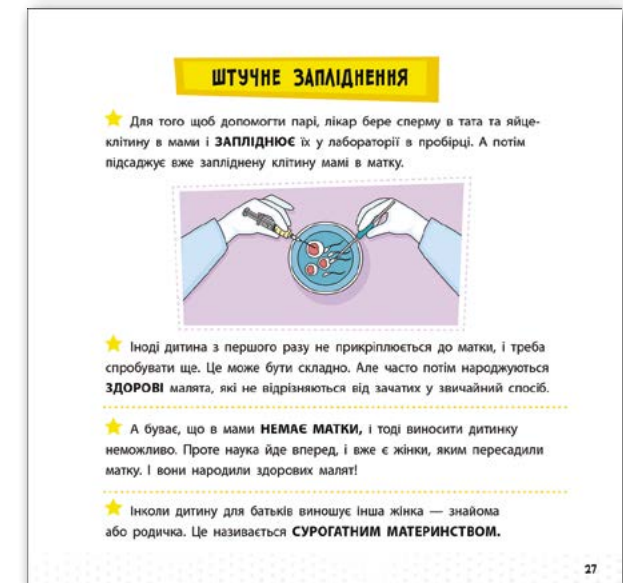 ШТУЧНЕ ЗАПЛІДНЕННЯ
Для того щоб допомогти парі, лікар бере сперму в тата та яйце-
клітину в мами і ЗАПЛІДНЮЄ їх у лабораторії в пробірці. А потім
підсаджує вже запліднену клітину мамі в матку.
Іноді дитина з першого разу не прикріплюється до матки, і треба
спробувати ще. Це може бути складно. Але часто потім народжуються
ЗДОРОВІ малята, які не відрізняються від зачатих у звичайний спосіб.
А буває, що в мами НЕМАЄ МАТКИ, і тоді виносити дитинку
неможливо. Проте наука йде вперед, і вже є жінки, яким пересадили
матку. І вони народили здорових малят!
Інколи дитину для батьків виношує інша жінка — знайома
або родичка. Це називається СУРОГАТНИМ МАТЕРИНСТВОМ.
27